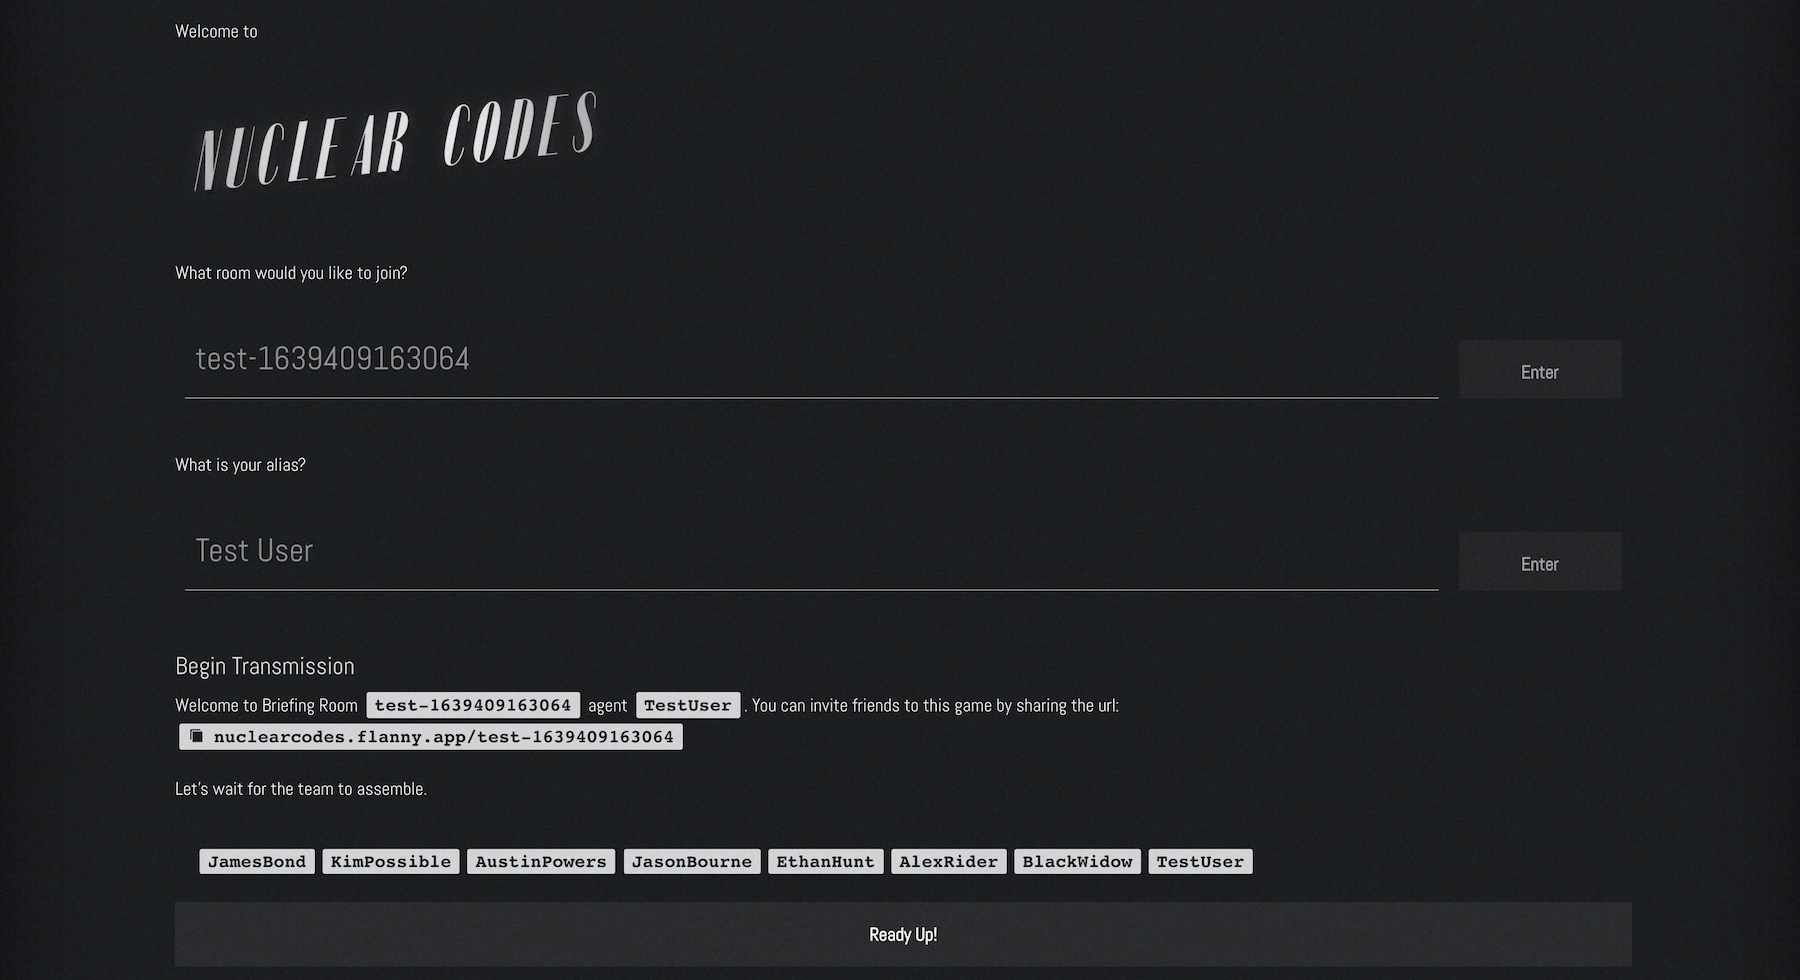 Welcome to
NUCLEAR CODES
What room would you like to join?
test-1639409163064
Enter
What is your alias?
Test User
Enter
Begin Transmission
Welcome to Briefing Room test-1639409163064 agent TestUser . You can invite friends to this game by sharing the url:
nuclearcodes.flanny.app/test-1639409163064
Let's wait for the team to assemble.
JamesBond KimPossible AustinPowers JasonBourne EthanHunt AlexRider BlackWidow TestUser
Ready Up!